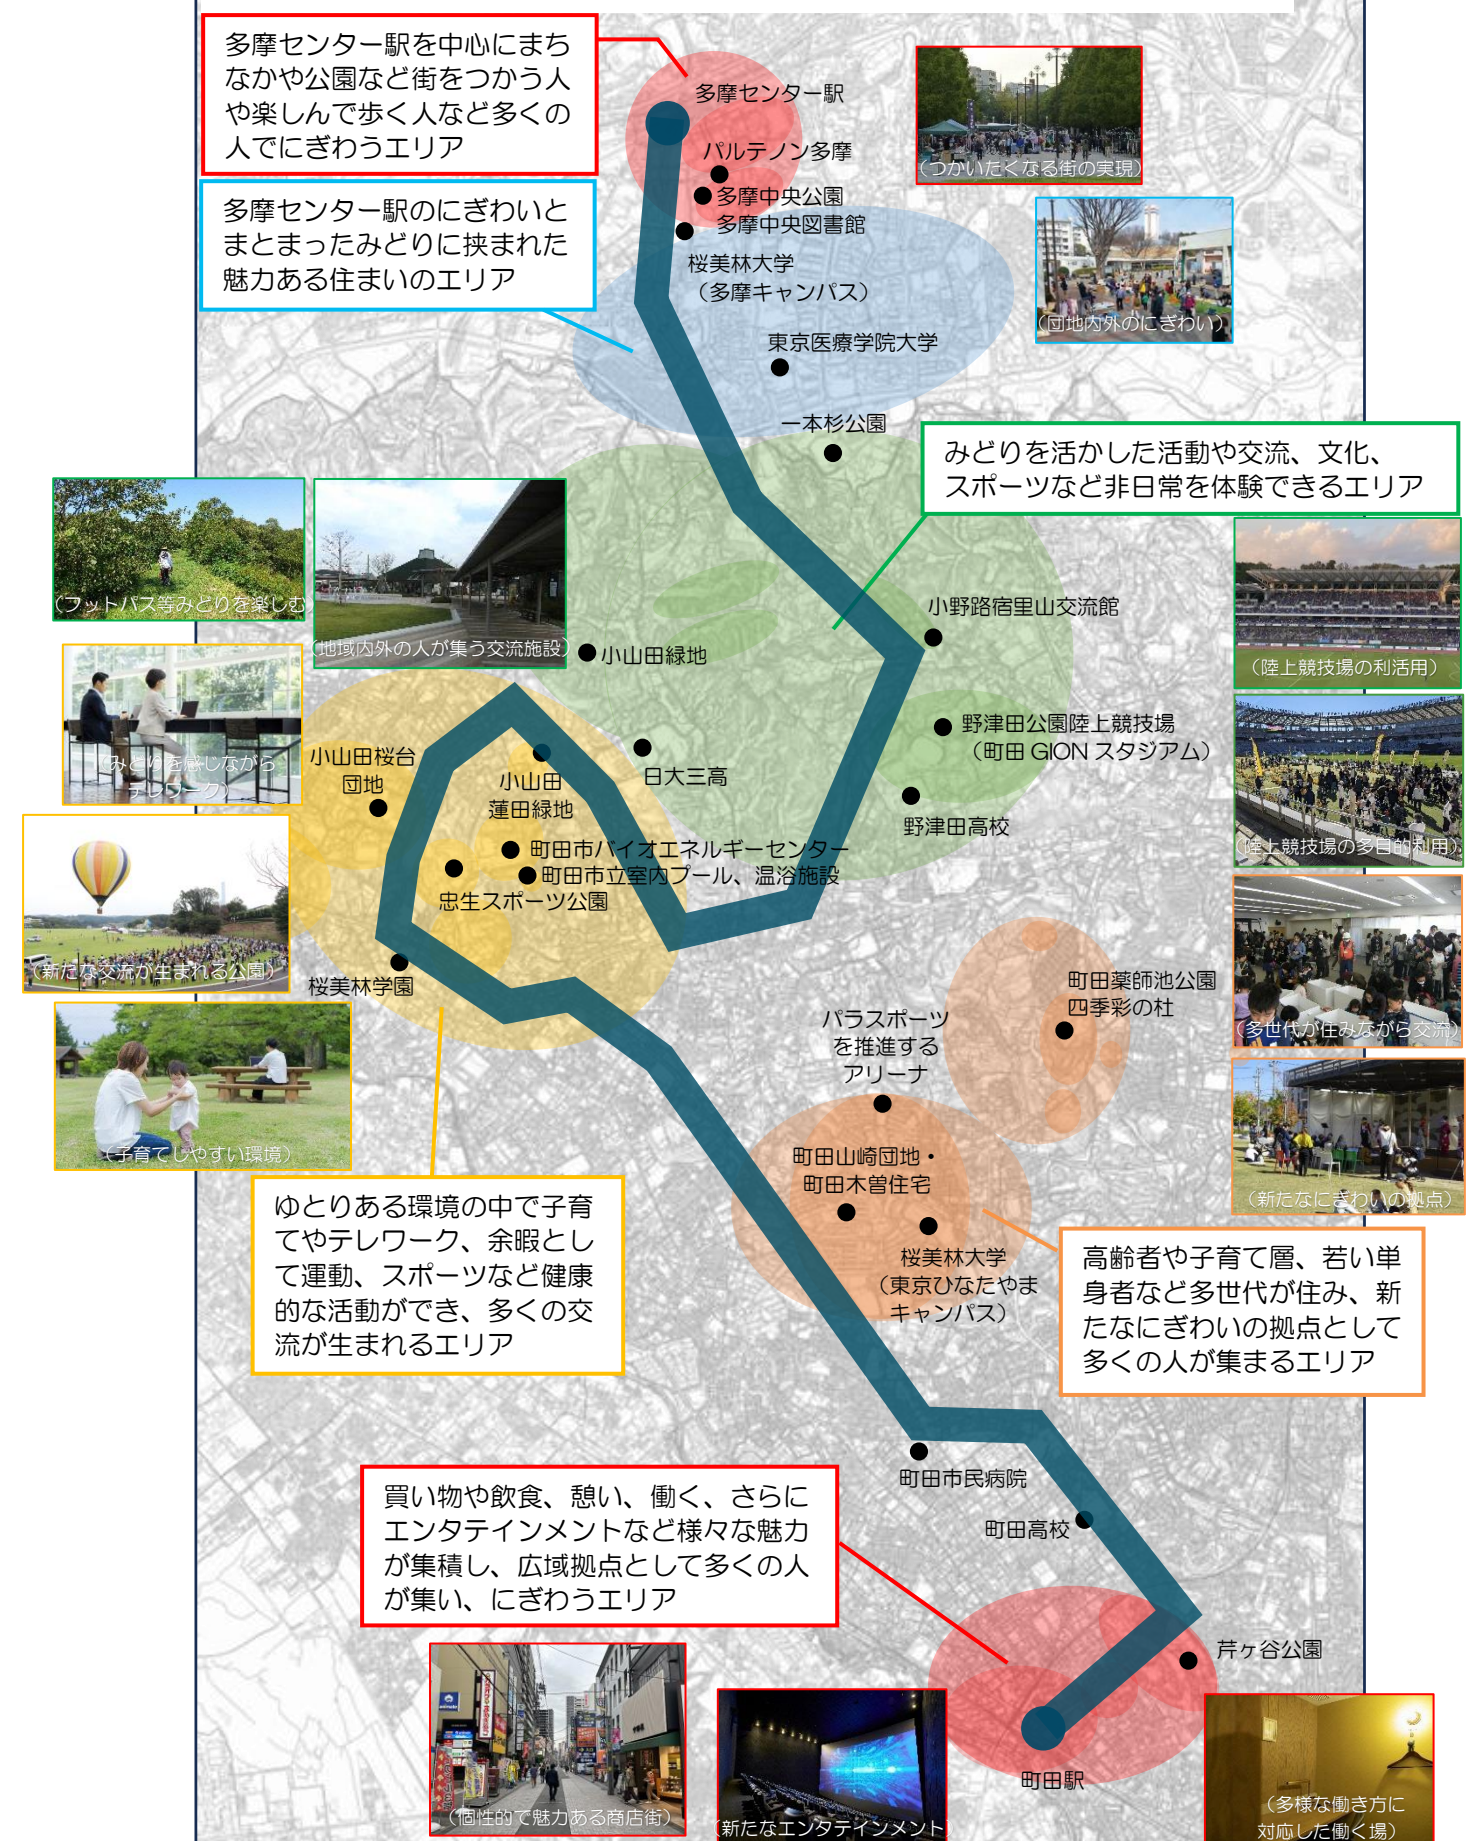 多摩センター駅を中心にまち
なかや公園など街をつかう人
や楽しんで歩く人など多くの
人でにぎわうエリア
多摩センター駅
パルテノン多摩
多摩中央公園
多摩中央図書館
（つかいたくなる街の実現）
多摩センター駅のにぎわいと
まとまったみどりに挟まれた
魅力ある住まいのエリア
桜美林大学
（多摩キャンパス）
（団地内外のにぎわい）
東京医療学院大学
一本杉公園
みどりを活かした活動や交流、文化、
スポーツなど非日常を体験できるエリア
（フットパス等みどりを楽しむ
（地域内外の人が集う交流施設）
小山田緑地
小野路宿里山交流館
（陸上競技場の利活用）
野津田公園陸上競技場
（町田 GION スタジアム）
（みどりを感じながら
テレワーク）
小山田桜台
団地
小山田
蓮田緑地
日大三高
野津田高校
（陸上競技場の多目的利用）
町田市バイオエネルギーセンター
町田市立室内プール、温浴施設
忠生スポーツ公園
（新たな交流が生まれる公園）
桜美林学園
町田薬師池公園
四季彩の杜
（多世代が住みながら交流）
パラスポーツ
を推進する
アリーナ
（子育てしやすい環境）
町田山崎団地・
町田木曽住宅
（新たなにぎわいの拠点）
桜美林大学
（東京ひなたやま
キャンパス）
ゆとりある環境の中で子育
てやテレワーク、余暇とし
て運動、スポーツなど健康
的な活動ができ、多くの交
流が生まれるエリア
高齢者や子育て層、若い単
身者など多世代が住み、新
たなにぎわいの拠点として
多くの人が集まるエリア
町田市民病院
町田高校
買い物や飲食、憩い、働く、さらに
エンタテインメントなど様々な魅力
が集積し、広域拠点として多くの人
が集い、にぎわうエリア
芹ヶ谷公園
町田駅
（個性的で魅力ある商店街）
（新たなエンタテインメント
（多様な働き方に
対応した働く場）